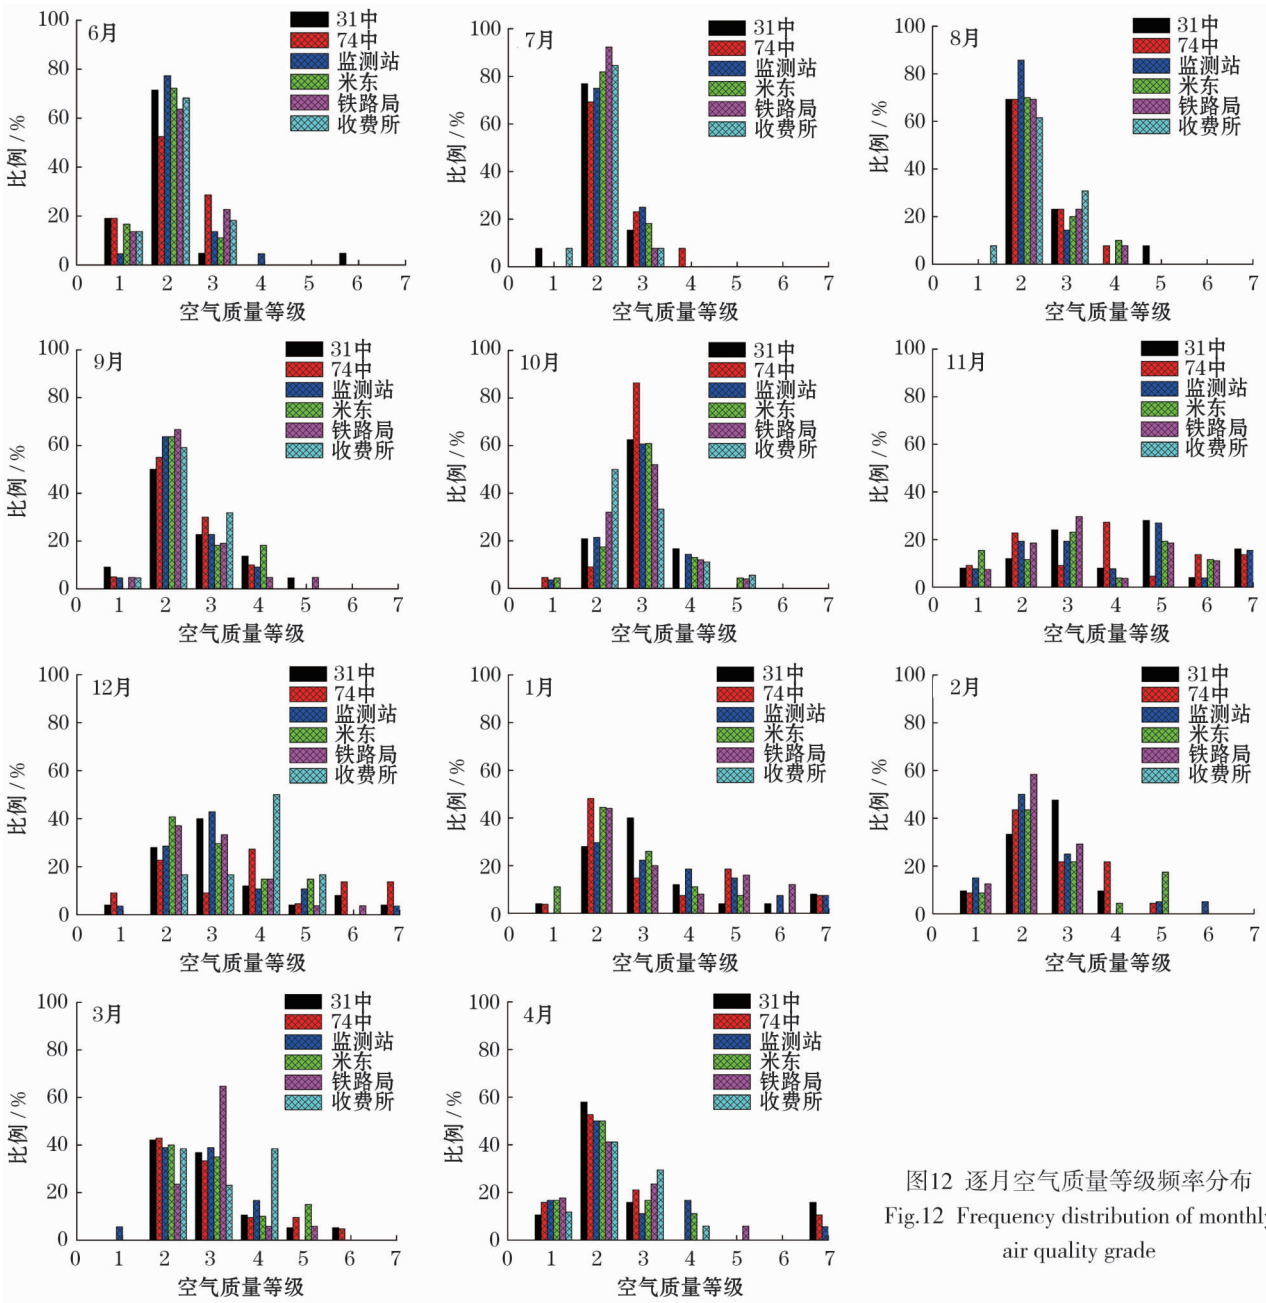 6月
31中
74中
监测站
米东
铁路局
收费所
比例 / %
100
80
60
40
20
0
0 1 2 3 4 5 6 7
空气质量等级
7月
31中
74中
监测站
米东
铁路局
收费所
比例 / %
100
80
60
40
20
0
0 1 2 3 4 5 6 7
空气质量等级
8月
31中
74中
监测站
米东
铁路局
收费所
比例 / %
100
80
60
40
20
0
0 1 2 3 4 5 6 7
空气质量等级
9月
31中
74中
监测站
米东
铁路局
收费所
比例 / %
100
80
60
40
20
0
0 1 2 3 4 5 6 7
空气质量等级
10月
31中
74中
监测站
米东
铁路局
收费所
比例 / %
100
80
60
40
20
0
0 1 2 3 4 5 6 7
空气质量等级
11月
31中
74中
监测站
米东
铁路局
收费所
比例 / %
100
80
60
40
20
0
0 1 2 3 4 5 6 7
空气质量等级
12月
31中
74中
监测站
米东
铁路局
收费所
比例 / %
100
80
60
40
20
0
0 1 2 3 4 5 6 7
空气质量等级
1月
31中
74中
监测站
米东
铁路局
收费所
比例 / %
100
80
60
40
20
0
0 1 2 3 4 5 6 7
空气质量等级
2月
31中
74中
监测站
米东
铁路局
收费所
比例 / %
100
80
60
40
20
0
0 1 2 3 4 5 6 7
空气质量等级
3月
31中
74中
监测站
米东
铁路局
收费所
比例 / %
100
80
60
40
20
0
0 1 2 3 4 5 6 7
空气质量等级
4月
31中
74中
监测站
米东
铁路局
收费所
比例 / %
100
80
60
40
20
0
0 1 2 3 4 5 6 7
空气质量等级
图12 逐月空气质量等级频率分布
Fig.12 Frequency distribution of monthly
air quality grade